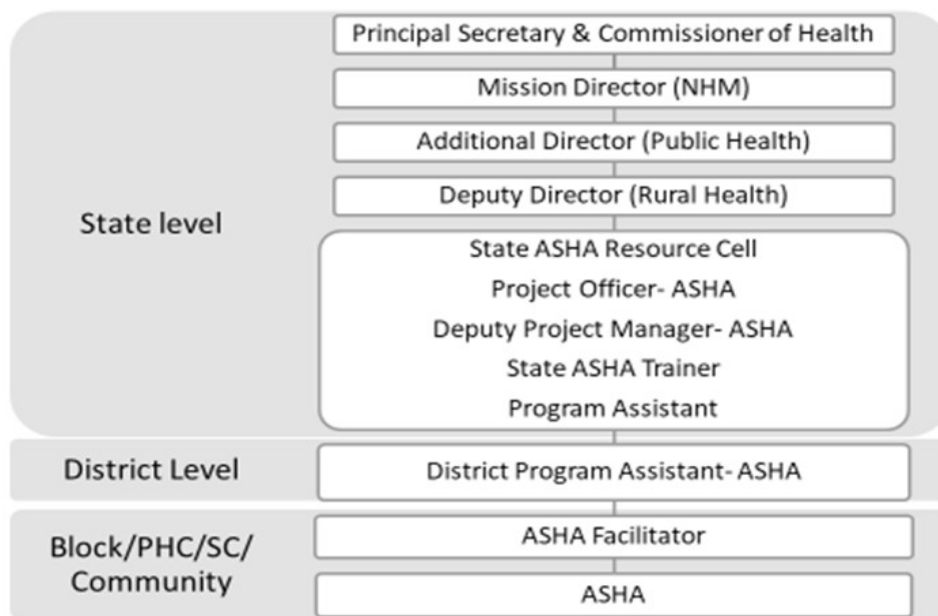 Principal Secretary & Commissioner of Health
Mission Director (NHM)
Additional Director (Public Health)
Deputy Director (Rural Health)
State level
State ASHA Resource Cell
Project Officer- ASHA
Deputy Project Manager- ASHA
State ASHA Trainer
Program Assistant
District Level
District Program Assistant- ASHA
Block/PHC/SC/
Community
ASHA Facilitator
ASHA